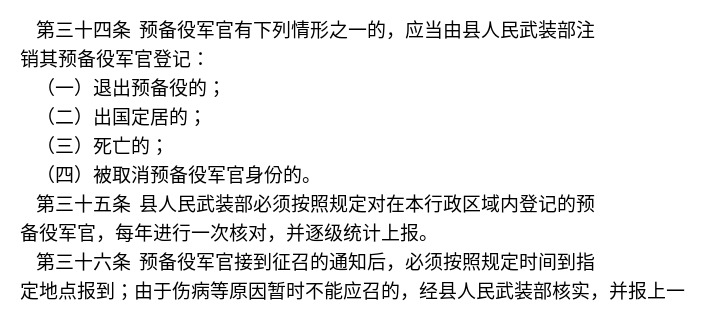 第三十四条 预备役军官有下列情形之一的，应当由县人民武装部注
销其预备役军官登记：
（一）退出预备役的；
（二）出国定居的；
（三）死亡的；
（四）被取消预备役军官身份的。
第三十五条 县人民武装部必须按照规定对在本行政区域内登记的预
备役军官，每年进行一次核对，并逐级统计上报。
第三十六条 预备役军官接到征召的通知后，必须按照规定时间到指
定地点报到；由于伤病等原因暂时不能应召的，经县人民武装部核实，并报上一